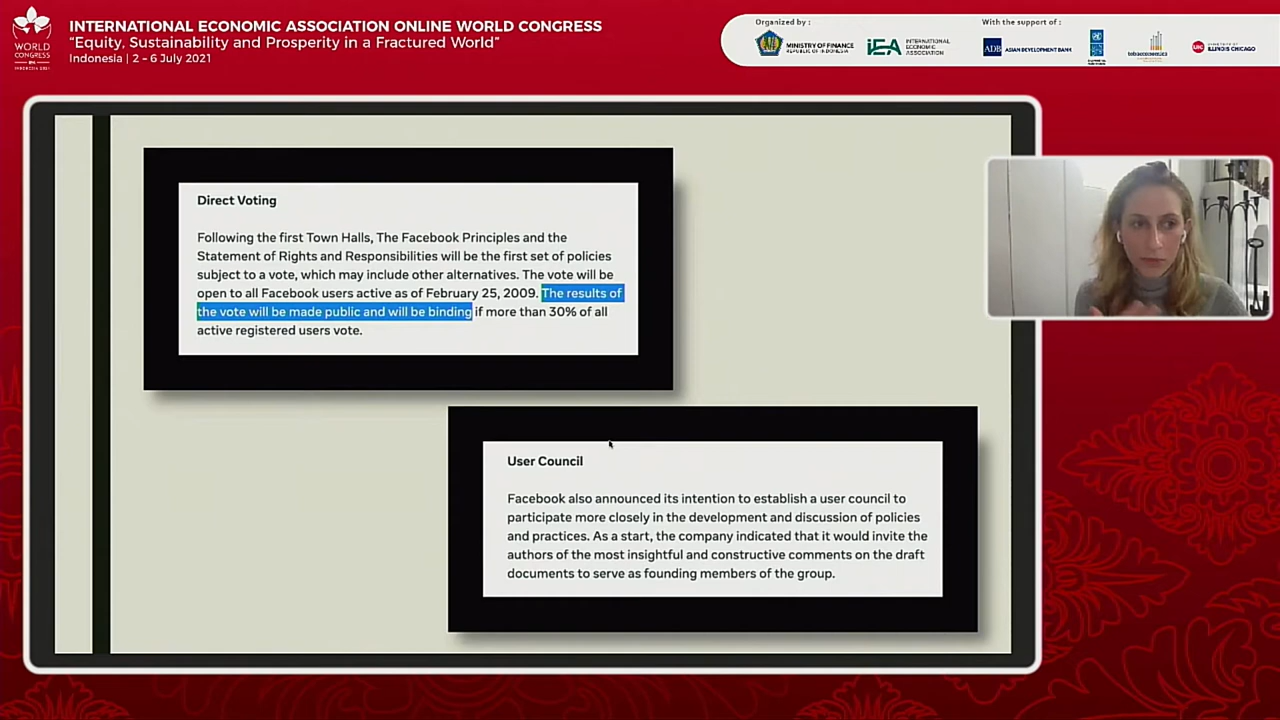 INTERNATIONAL ECONOMIC ASSOCIATION ONLINE WORLD CONGRESS
"Equity, Sustainability and Prosperity in a Fractured World"
Indonesia | 2 - 6 July 2021
WORLD
CONGRESS
Organized by :
MINISTRY OF FINANCE
REPUBLIC OF INDONESIA
iEA
INTERNATIONAL
ECONOMIC
ASSOCIATION
With the support of :
ADB
ASIAN DEVELOPMENT BANK
tobacconomics
UIC
ILLINOIS CHICAGO
Direct Voting
Following the first Town Halls, The Facebook Principles and the
Statement of Rights and Responsibilities will be the first set of policies
subject to a vote, which may include other alternatives. The vote will be
open to all Facebook users active as of February 25, 2009. The results of
the vote will be made public and will be binding if more than 30% of all
active registered users vote.
User Council
Facebook also announced its intention to establish a user council to
participate more closely in the development and discussion of policies
and practices. As a start, the company indicated that it would invite the
authors of the most insightful and constructive comments on the draft
documents to serve as founding members of the group.